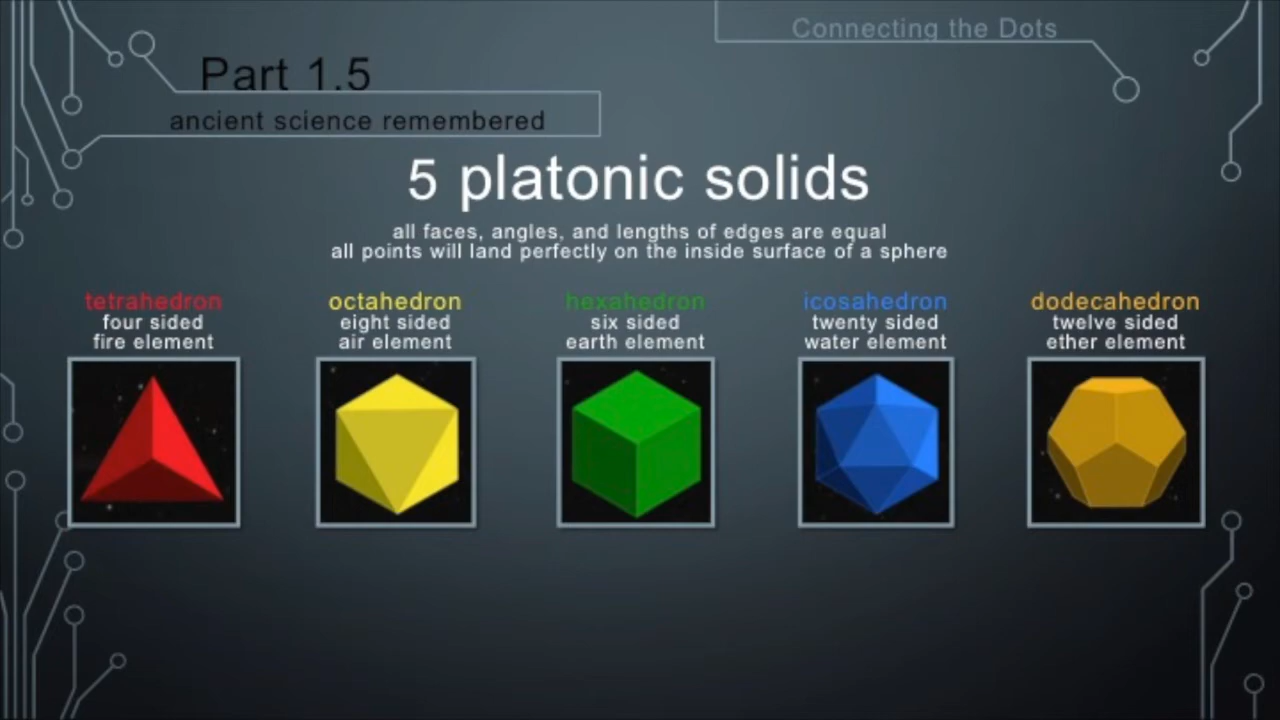 Connecting the Dots
Part 1.5
ancient science remembered
5 platonic solids
all faces, angles, and lengths of edges are equal
all points will land perfectly on the inside surface of a sphere
tetrahedron
four sided
fire element
octahedron
eight sided
air element
hexahedron
six sided
earth element
icosahedron
twenty sided
water element
dodecahedron
twelve sided
ether element